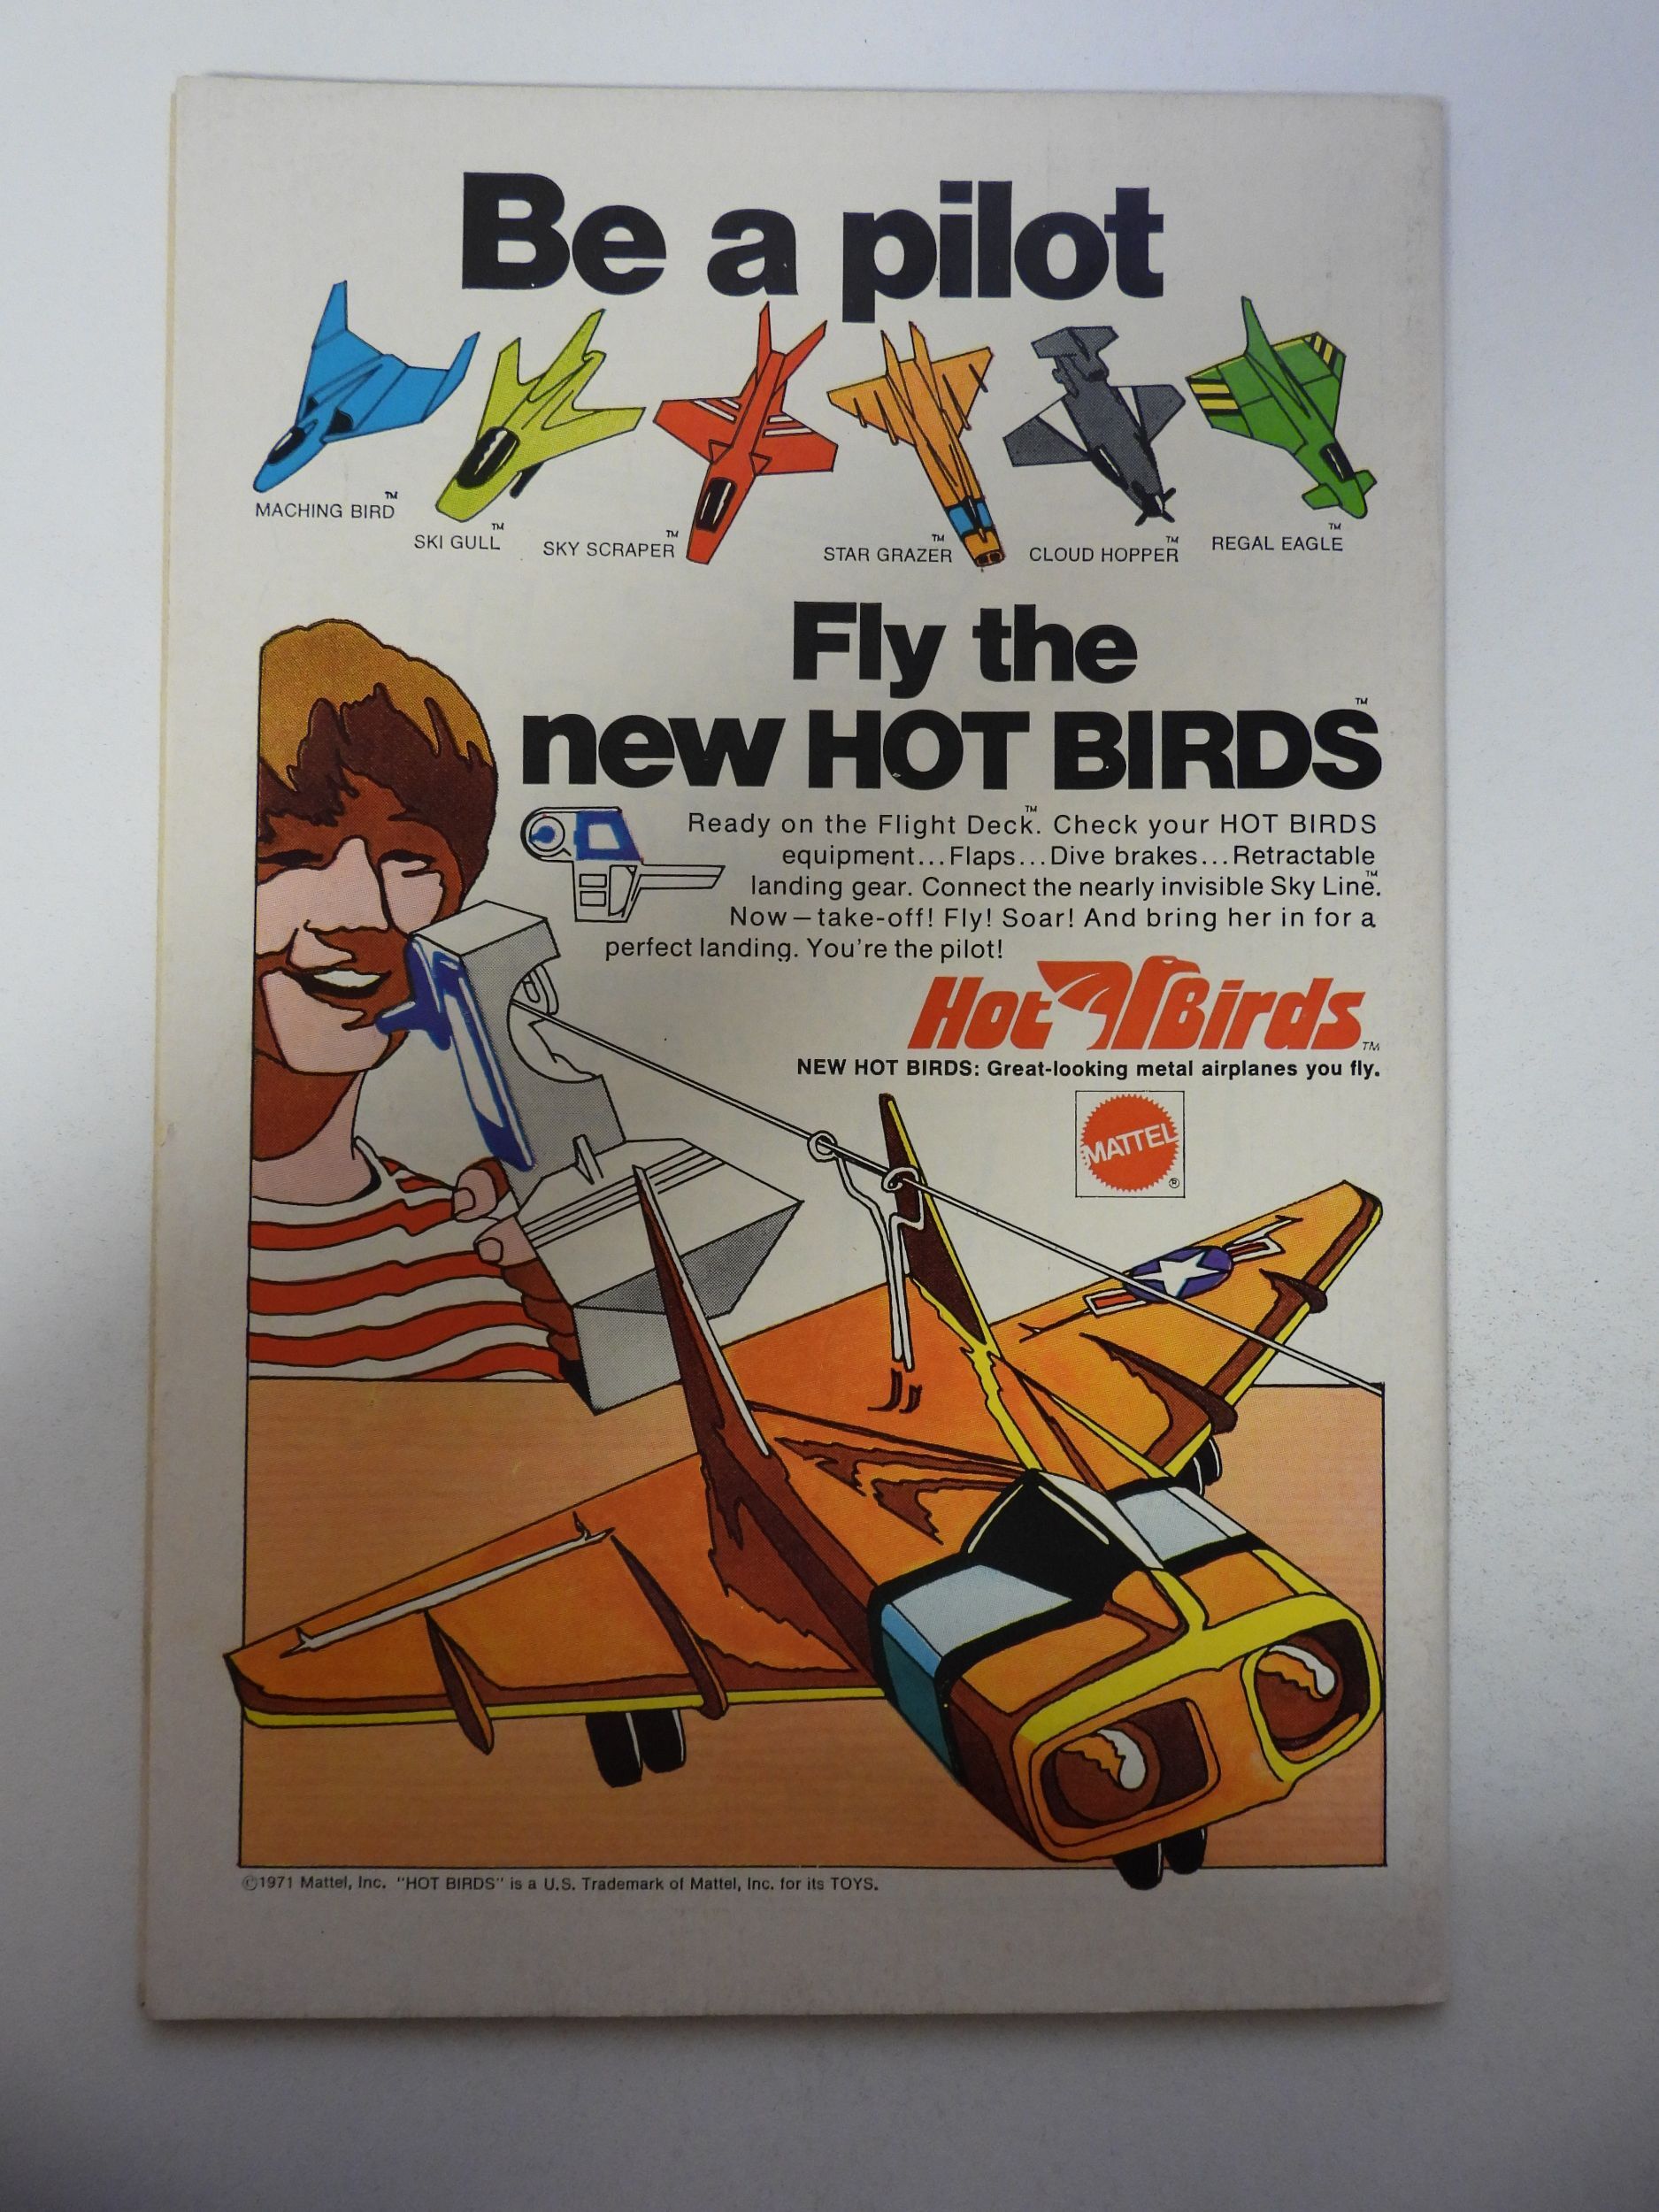 Be a pilot
MACHING BIRD™
SKI GULL™
SKY SCRAPER™
STAR GRAZER™
CLOUD HOPPER™
REGAL EAGLE™
Fly the
new HOT BIRDS™
Ready on the Flight Deck™. Check your HOT BIRDS
equipment...Flaps...Dive brakes...Retractable
landing gear. Connect the nearly invisible Sky Line™.
Now—take-off! Fly! Soar! And bring her in for a
perfect landing. You're the pilot!
Hot Birds™
NEW HOT BIRDS: Great-looking metal airplanes you fly.
MATTEL®
©1971 Mattel, Inc. "HOT BIRDS" is a U.S. Trademark of Mattel, Inc. for its TOYS.